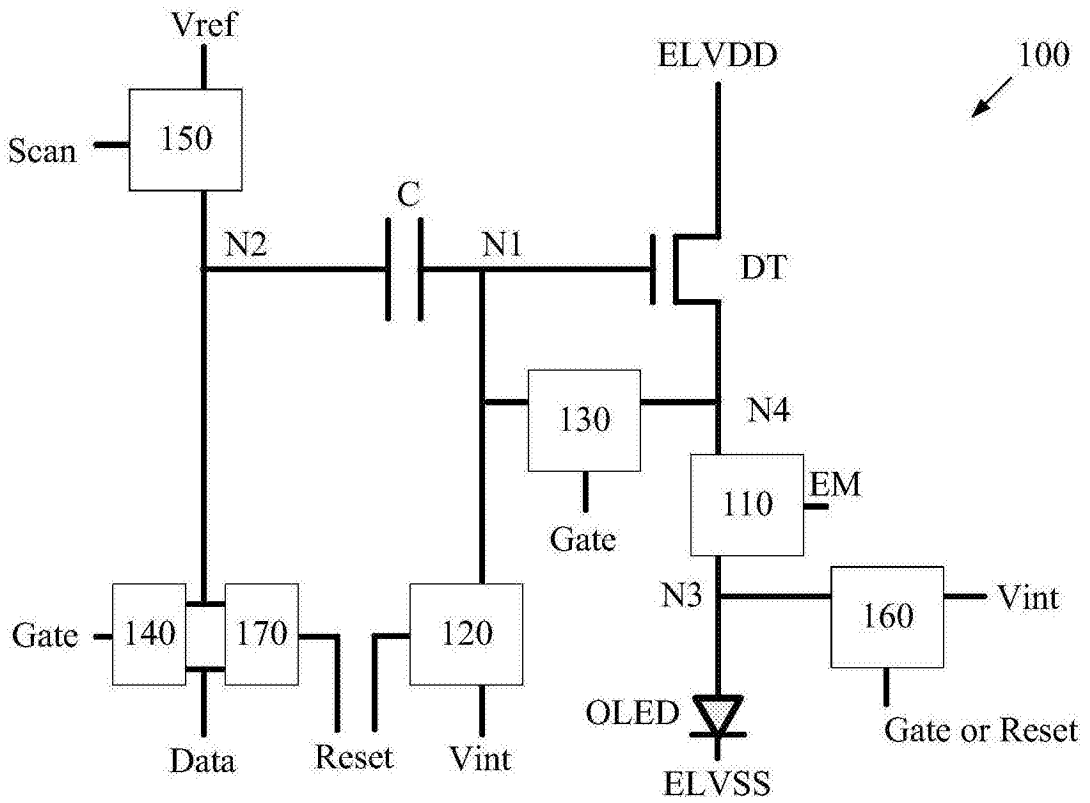 Vref
ELVDD
100
150
Scan
C
N2
N1
DT
130
N4
110
EM
Gate
N3
160
Vint
Gate
140
170
120
OLED
Gate or Reset
Data
Reset
Vint
ELVSS